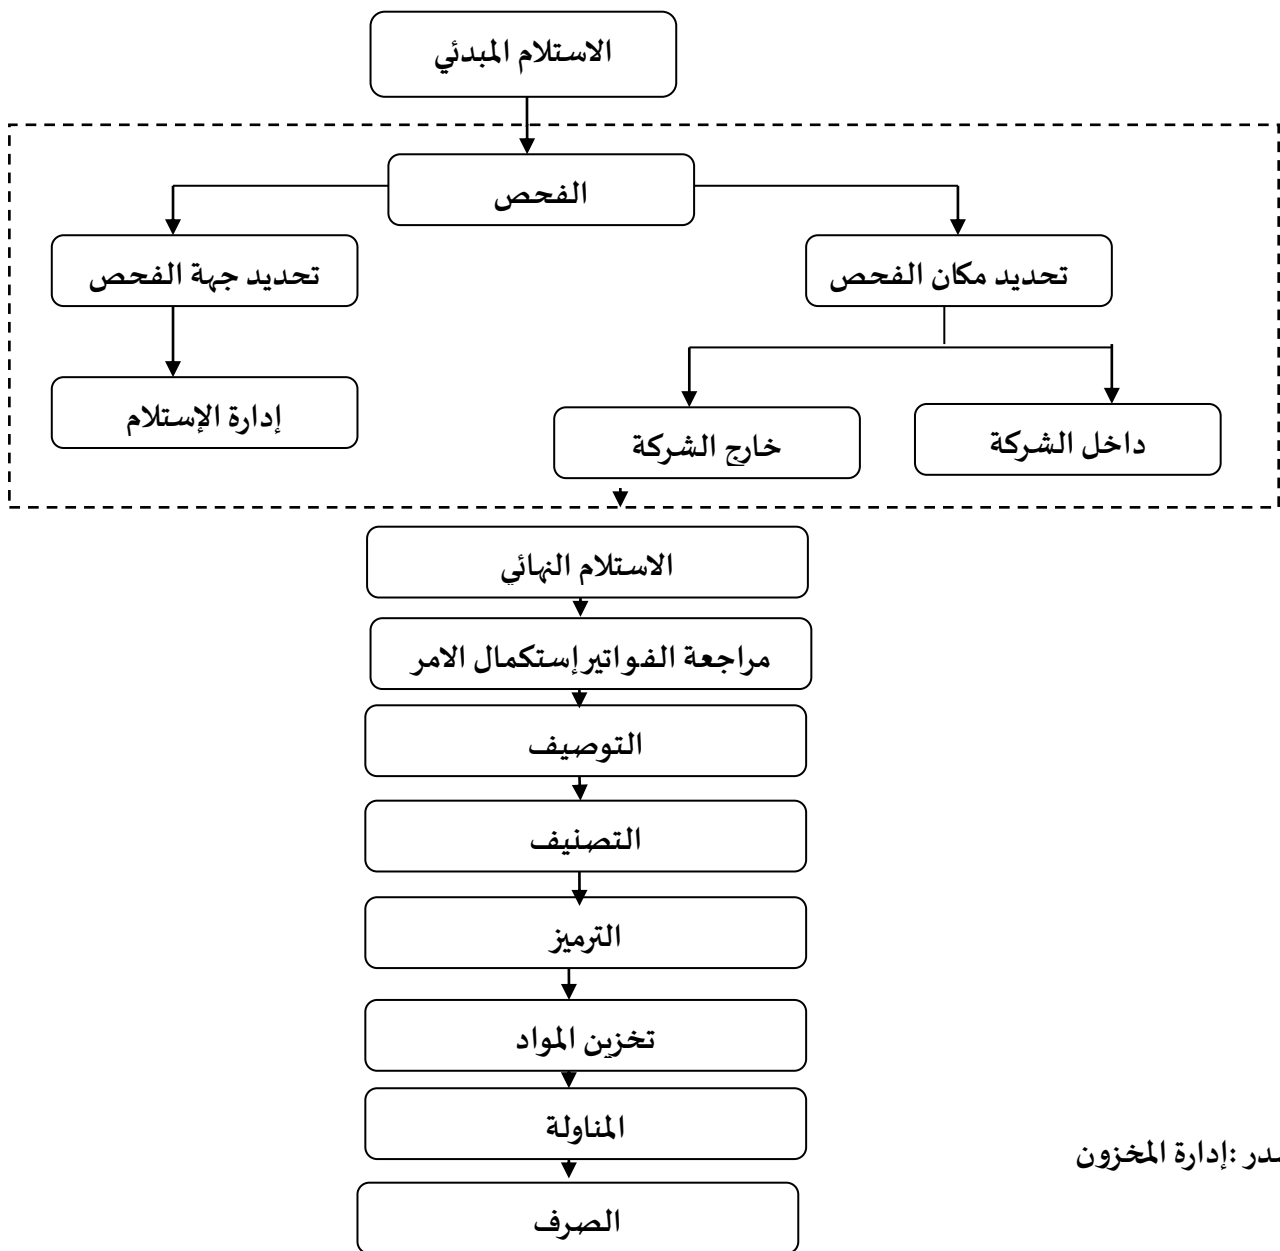 الاستلام المبدئي
الفحص
تحديد مكان الفحص
تحديد جهة الفحص
داخل الشركة
خارج الشركة
إدارة الإستلام
الاستلام النهائي
مراجعة الفواتير إستكمال الامر
التوصيف
التصنيف
الترميز
تخزين المواد
المناولة
الصرف
إدارة المخزون